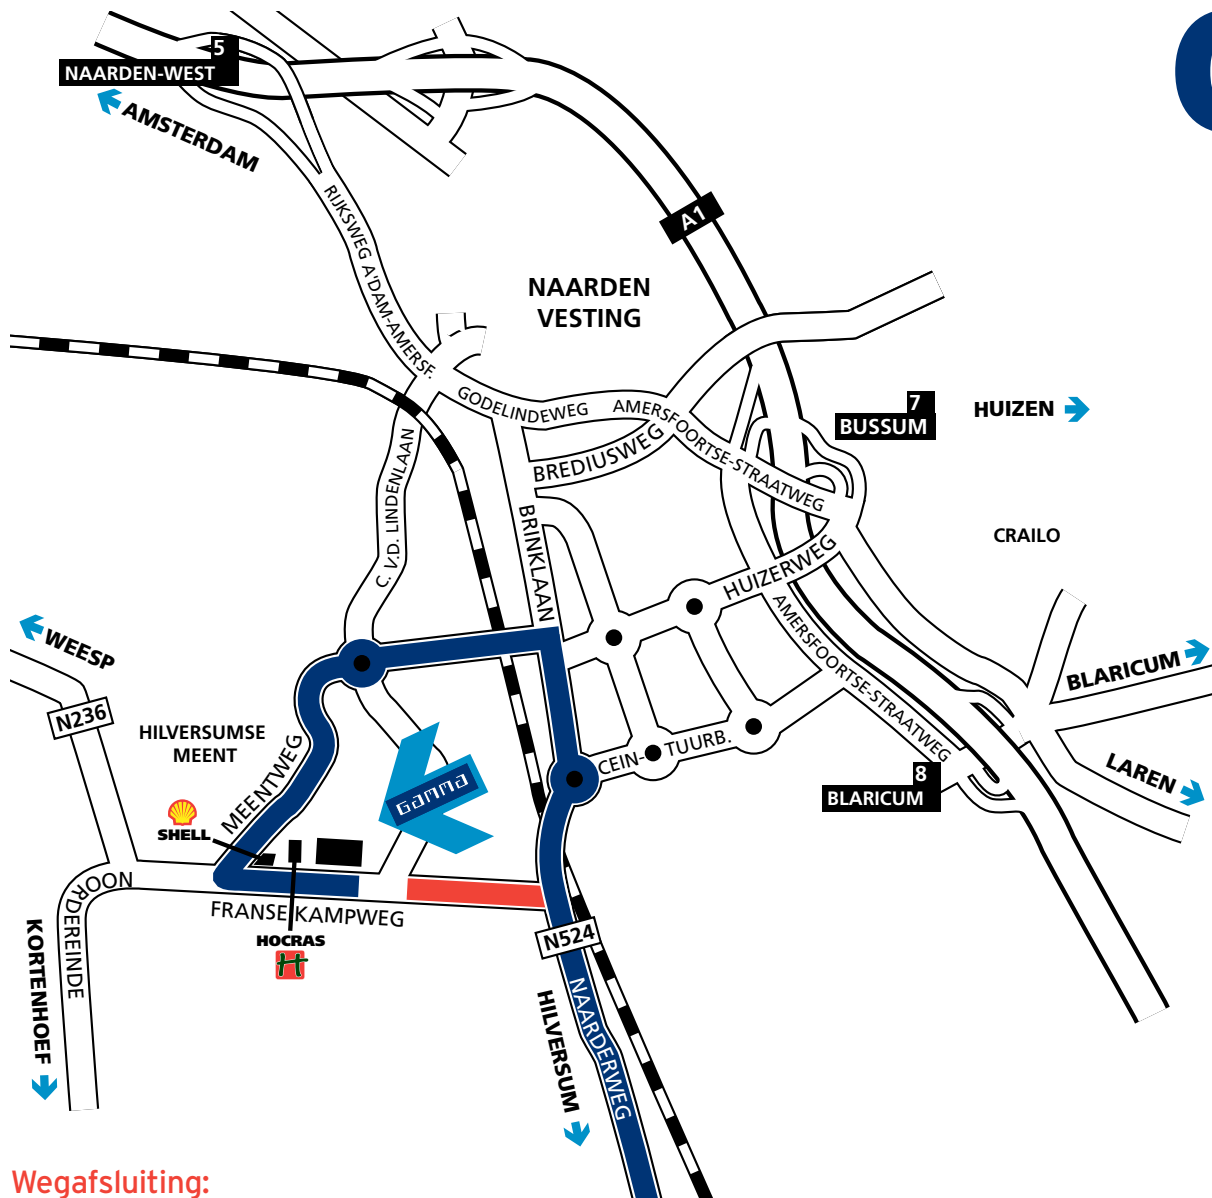 5
NAARDEN-WEST
AMSTERDAM
A1
RIJKSWEG A'DAM-AMERSF.
NAARDEN
VESTING
GODELINDEWEG
AMERSFOORTSE-STRAATWEG
7
BUSSUM
HUIZEN
BREDIUSWEG
C. V.D. LINDENLAAN
BRINKLAAN
CRAILO
HUIZERWEG
AMERSFOORTSE-STRAATWEG
WEESP
BLARICUM
N236
HILVERSUMSE
MEENT
MEENTWEG
CEIN-TUURB.
LAREN
8
BLARICUM
GAMMA
SHELL
NOORDEREINDE
FRANSE KAMPWEG
HOCRAS
H
N524
KORTENHOEF
HILVERSUM
NAARDERWEG
Wegafsluiting: